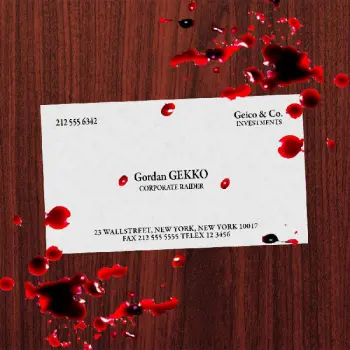 212 555 6342
Geico & Co.
INVESTMENTS
Gordan GEKKO
CORPORATE RAIDER
23 WALLSTREET, NEW YORK, NEW YORK 10017
FAX 212 555 5556 TELEX 12 3456